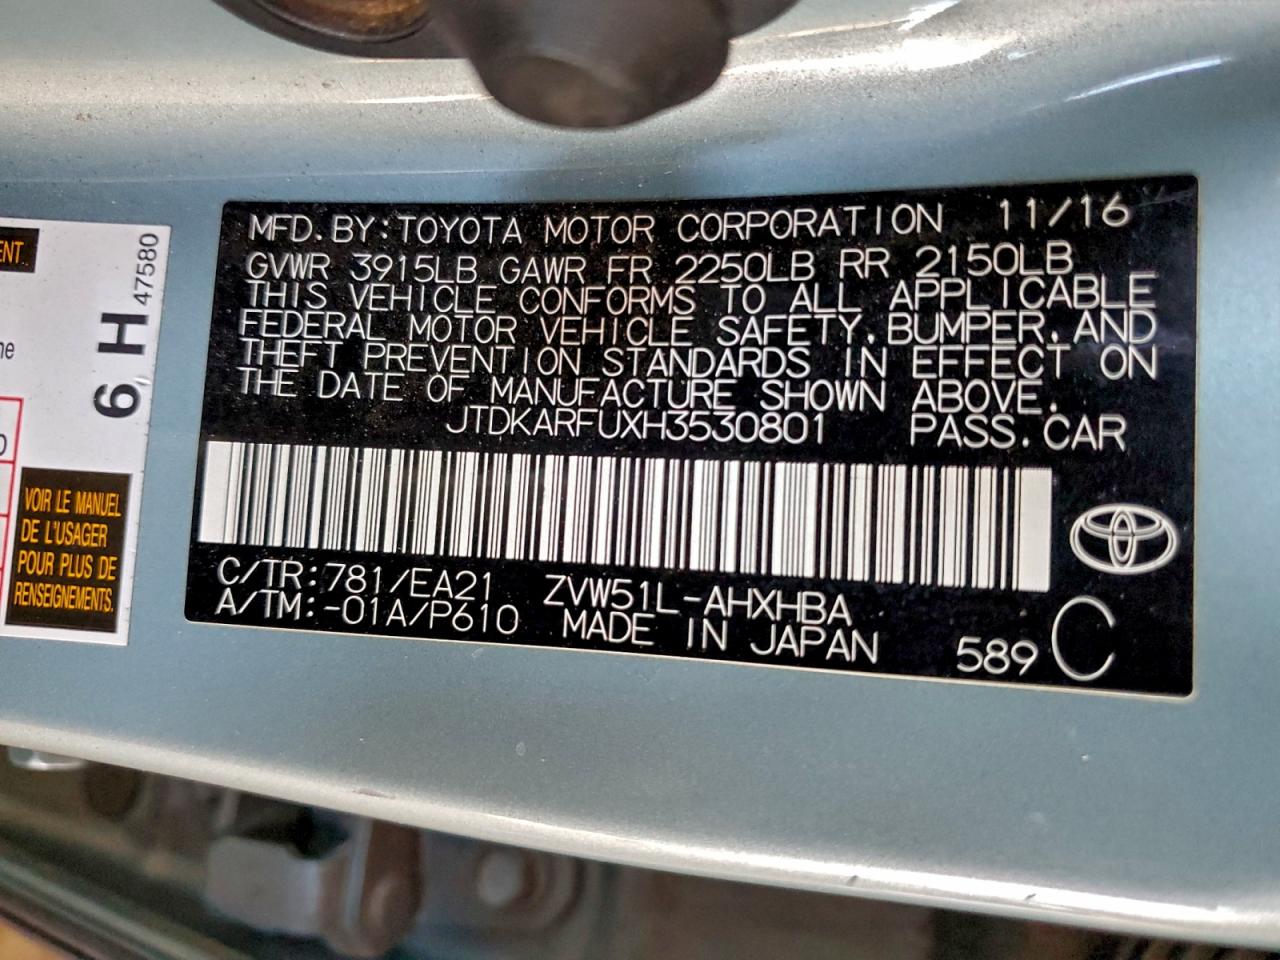 ENT
ne
0
6 H 47580
VOIR LE MANUEL
DE L'USAGER
POUR PLUS DE
RENSEIGNEMENTS.
MFD. BY: TOYOTA MOTOR CORPORATION 11/16
GVWR 3915LB GAWR FR 2250LB RR 2150LB
THIS VEHICLE CONFORMS TO ALL APPLICABLE
FEDERAL MOTOR VEHICLE SAFETY, BUMPER, AND
THEFT PREVENTION STANDARDS IN EFFECT ON
THE DATE OF MANUFACTURE SHOWN ABOVE.
JTDKARFUXH3530801 PASS. CAR
C/TR: 781/EA21 ZVW51L-AHXHBA
A/TM: -01A/P610 MADE IN JAPAN 589 C